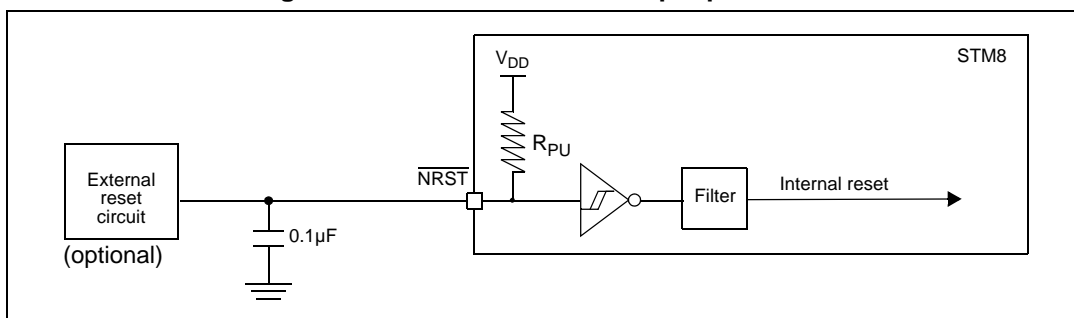 STM8
VDD
RPU
NRST
External
reset
circuit
(optional)
0.1µF
Filter
Internal reset